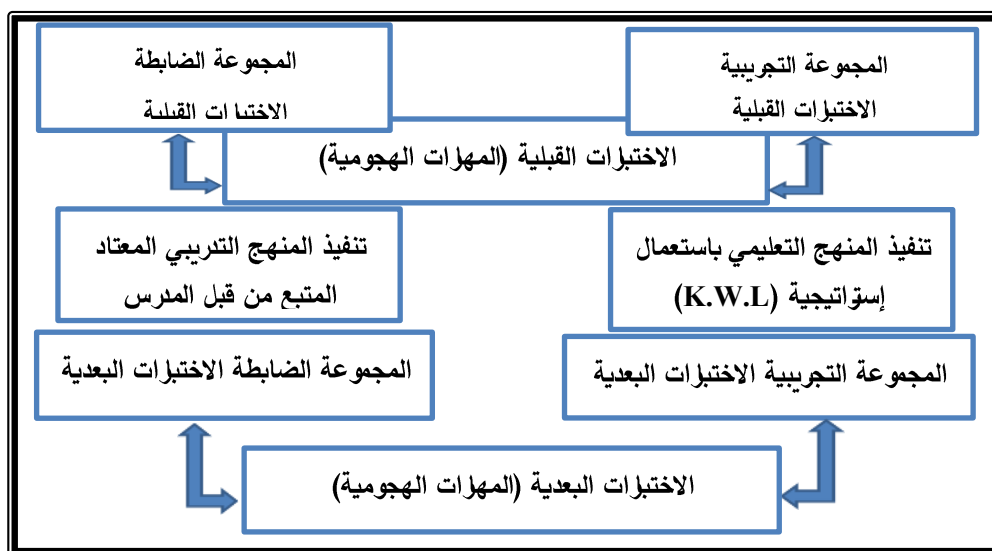 المجموعة التجريبية
الاختبارات القبلية
المجموعة الضابطة
الاختبارات القبلية
الاختبارات القبلية (المهارات الهجومية)
تنفيذ المنهج التعليمي باستعمال
إستراتيجية (K.W.L)
تنفيذ المنهج التدريبي المعتاد
المتبع من قبل المدرس
المجموعة التجريبية الاختبارات البعدية
المجموعة الضابطة الاختبارات البعدية
الاختبارات البعدية (المهارات الهجومية)